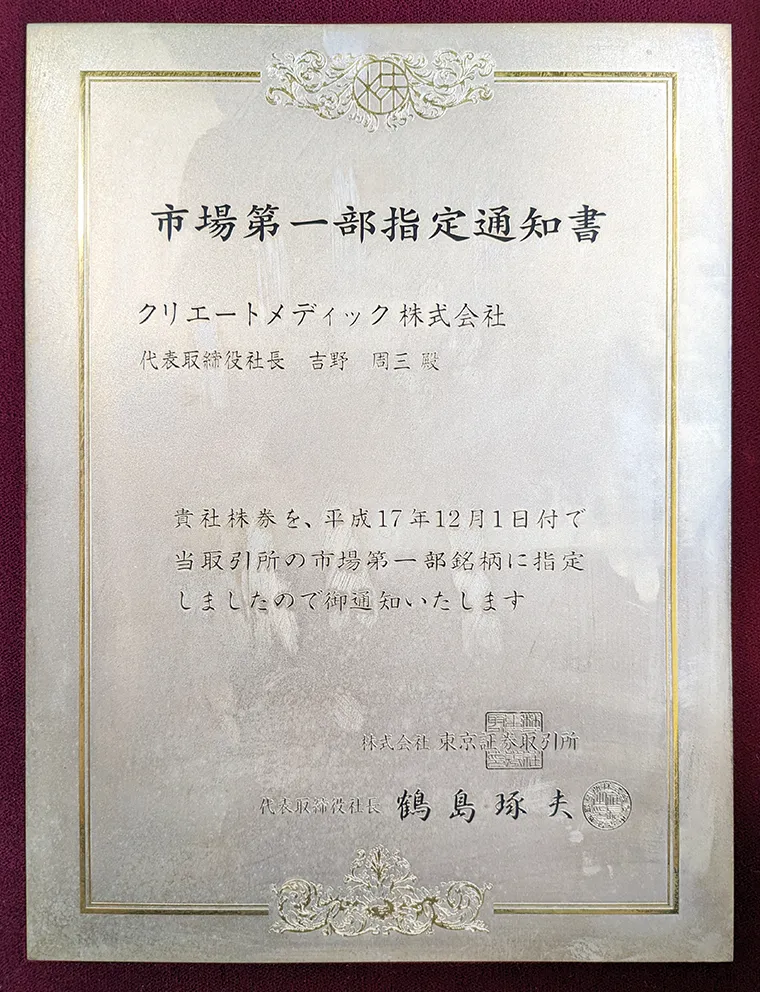 市場第一部指定通知書
クリエートメディック株式会社
代表取締役社長 吉野 周三 殿
貴社株券を、平成17年12月1日付で
当取引所の市場第一部銘柄に指定
しましたので御通知いたします
株式会社 東京証券取引所
代表取締役社長 鶴島琢夫